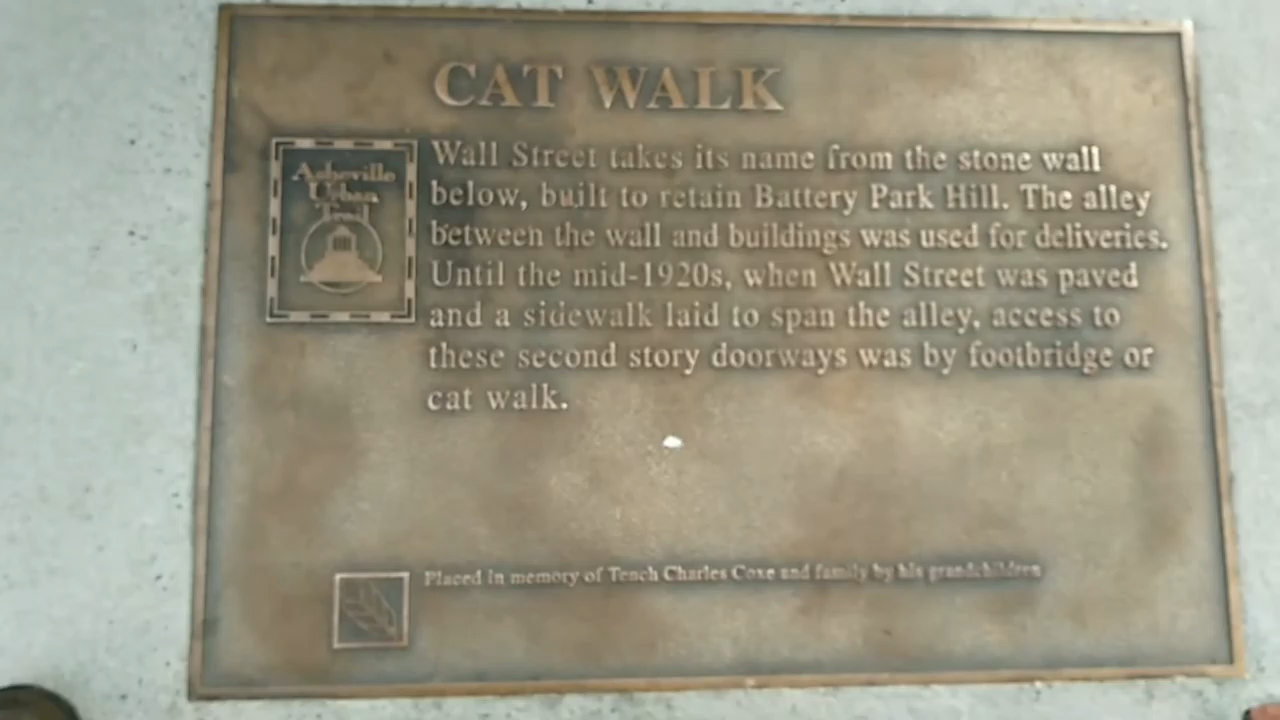 CAT WALK
Asheville
Urban
Trail
Wall Street takes its name from the stone wall
below, built to retain Battery Park Hill. The alley
between the wall and buildings was used for deliveries.
Until the mid-1920s, when Wall Street was paved
and a sidewalk laid to span the alley, access to
these second story doorways was by footbridge or
cat walk.
Placed in memory of Tench Charles Coxe and family by his grandchildren